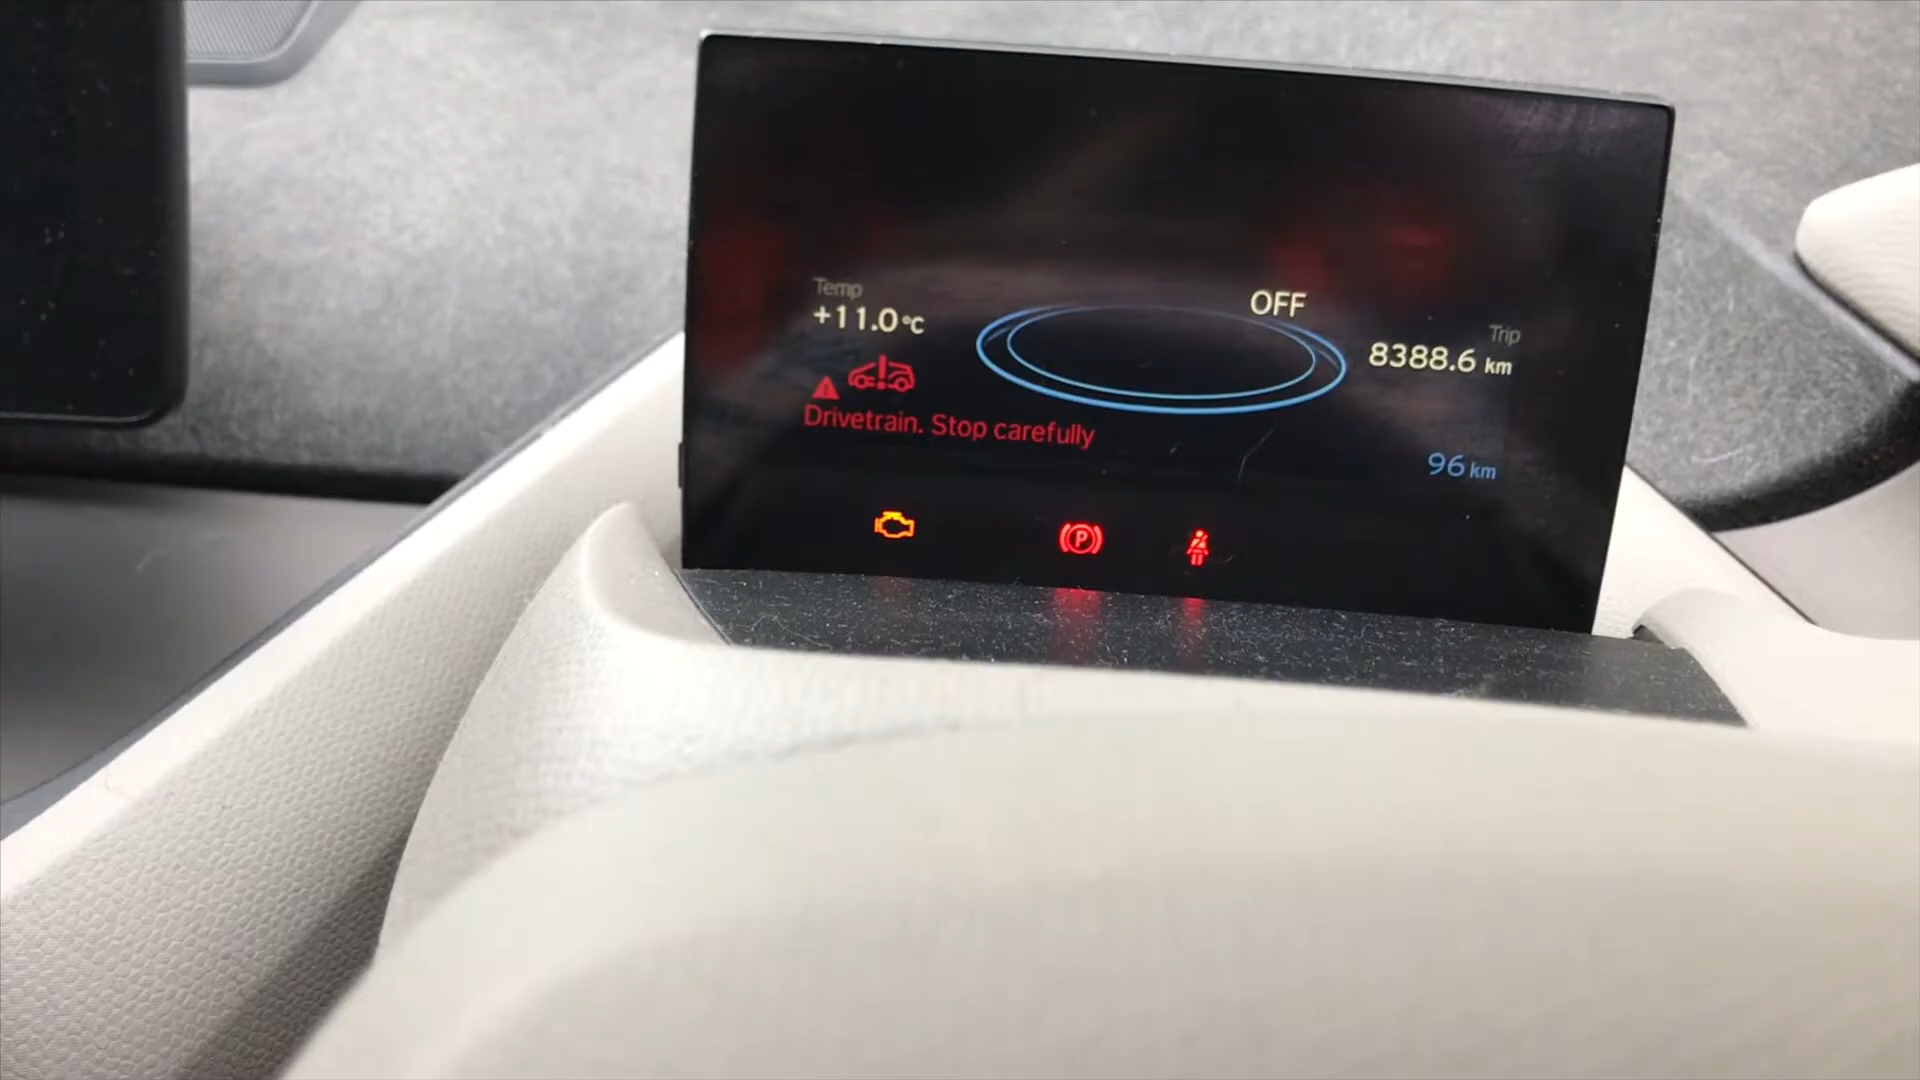 Temp
+11.0°C
OFF
Trip
8388.6 km
Drivetrain. Stop carefully
96 km
P